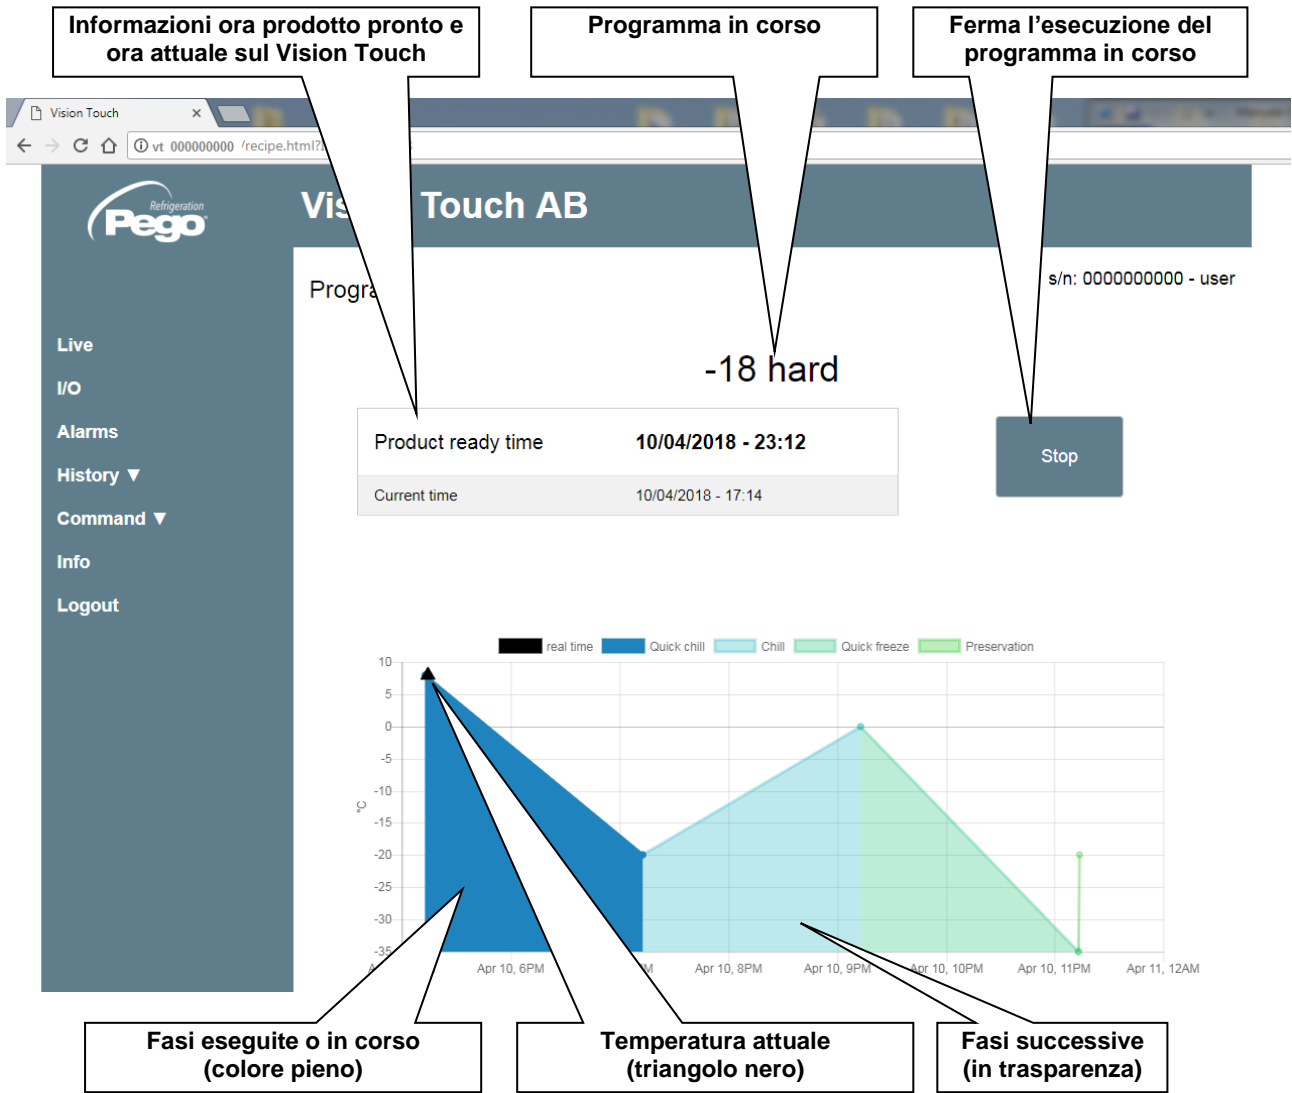 Informazioni ora prodotto pronto e
ora attuale sul Vision Touch
Programma in corso
Ferma l'esecuzione del
programma in corso
Vision Touch
vt 000000000 /recipe.html?
Refrigeration
Pego
Touch AB
s/n: 0000000000 - user
Live
I/O
Alarms
History ▼
Command ▼
Info
Logout
-18 hard
Product ready time 10/04/2018 - 23:12
Current time 10/04/2018 - 17:14
Stop
real time Quick chill Chill Quick freeze Preservation
10
5
0
-5
-10
-15
-20
-25
-30
-35
°C
Apr 10, 6PM Apr 10, 8PM Apr 10, 9PM Apr 10, 10PM Apr 10, 11PM Apr 11, 12AM
Fasi eseguite o in corso
(colore pieno)
Temperatura attuale
(triangolo nero)
Fasi successive
(in trasparenza)